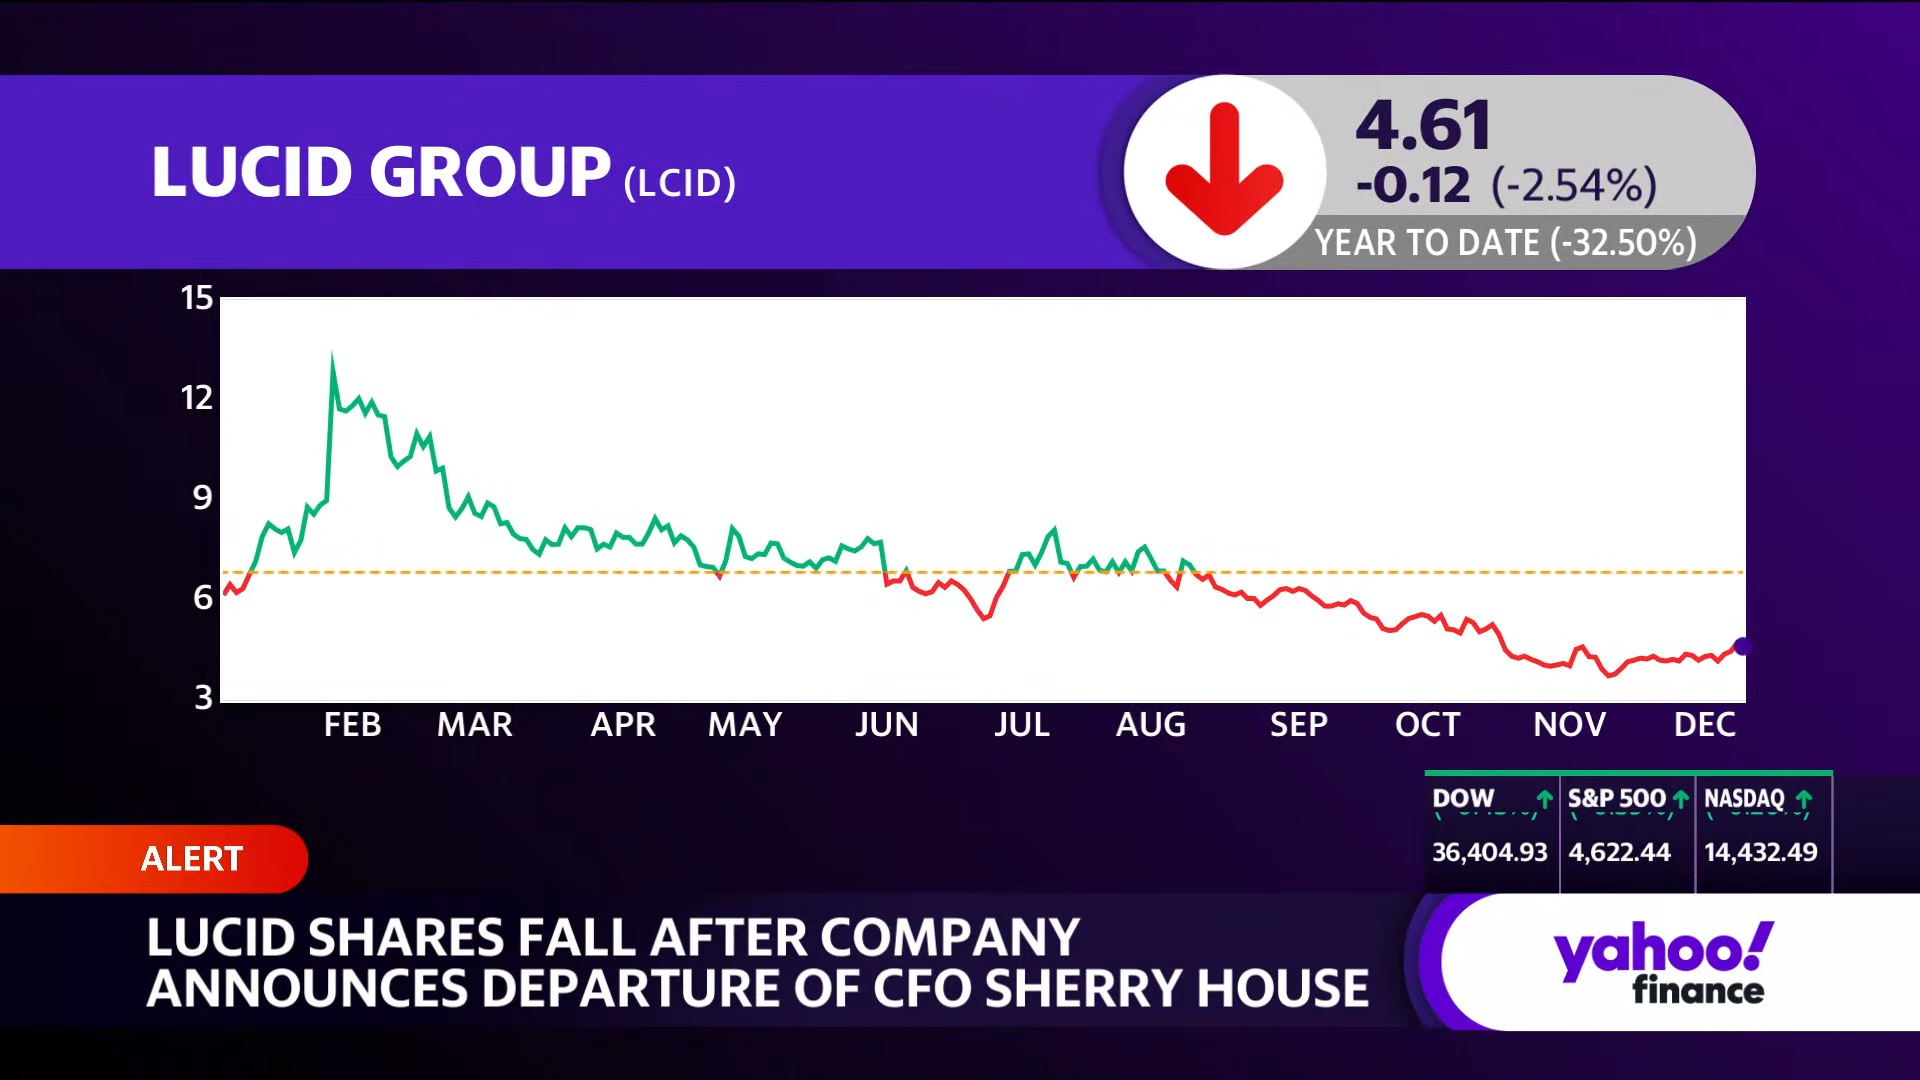 LUCID GROUP (LCID)
4.61
-0.12 (-2.54%)
YEAR TO DATE (-32.50%)
15
12
9
6
3
FEB MAR APR MAY JUN JUL AUG SEP OCT NOV DEC
DOW S&P 500 NASDAQ
36,404.93 4,622.44 14,432.49
ALERT
LUCID SHARES FALL AFTER COMPANY
ANNOUNCES DEPARTURE OF CFO SHERRY HOUSE
yahoo!
finance